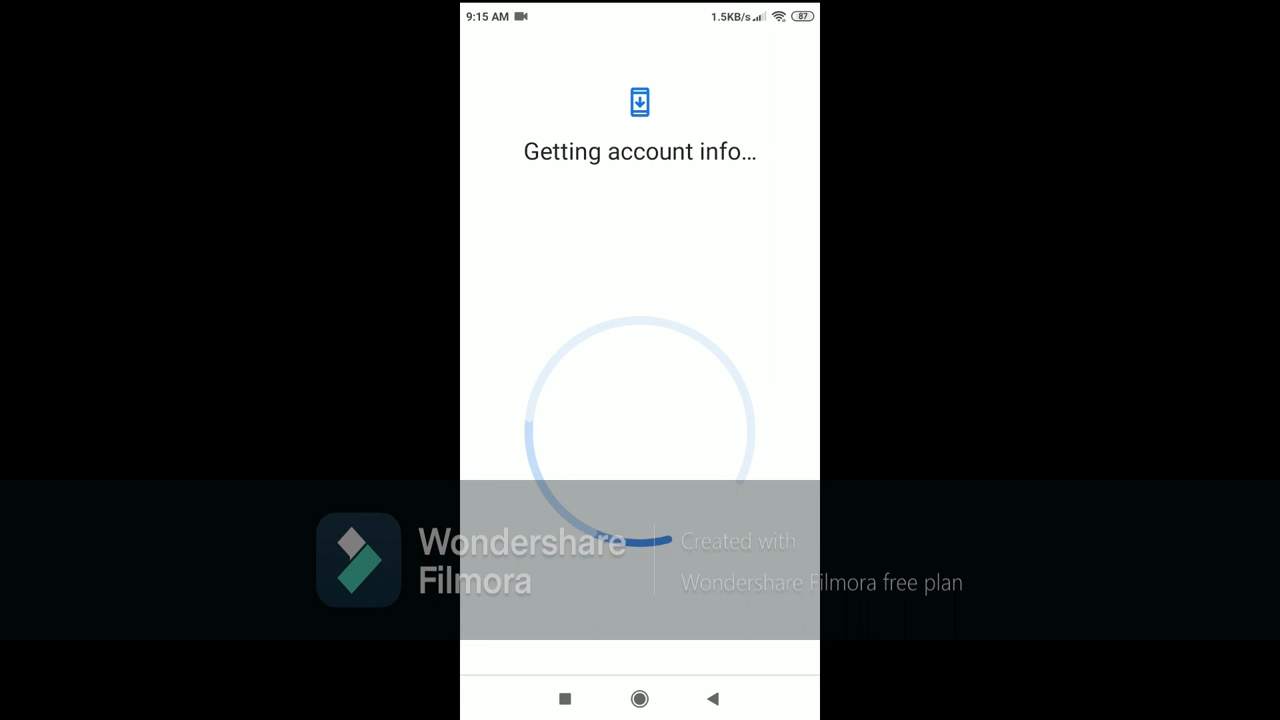 9:15 AM
1.5KB/s
87
Getting account info...
Wondershare
Filmora
Created with
Wondershare Filmora free plan